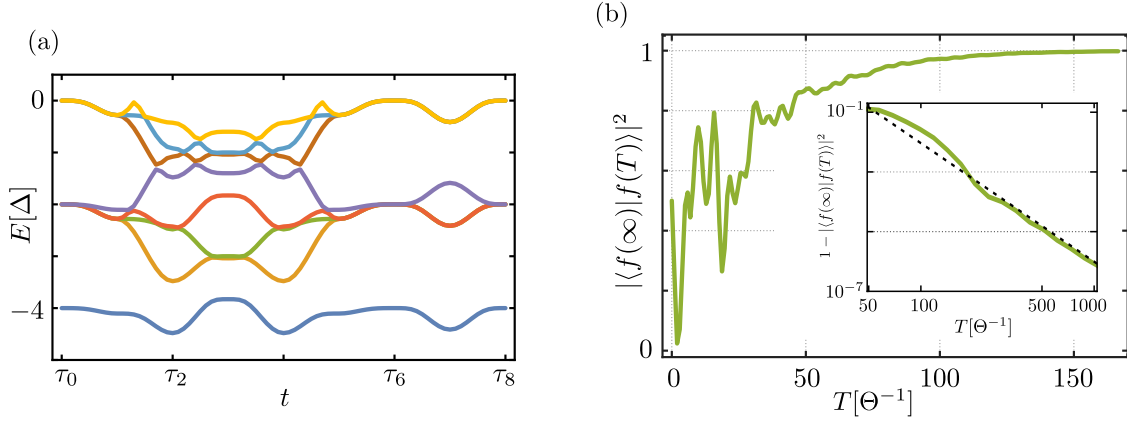 (a)
0
−4
E[Δ]
τ₀
τ₂
τ₆
τ₈
t
(b)
1
0
|⟨f(∞)|f(T)⟩|²
0
50
100
150
T[Θ⁻¹]
10⁻¹
10⁻⁷
1 − |⟨f(∞)|f(T)⟩|²
50
100
500
1000
T[Θ⁻¹]